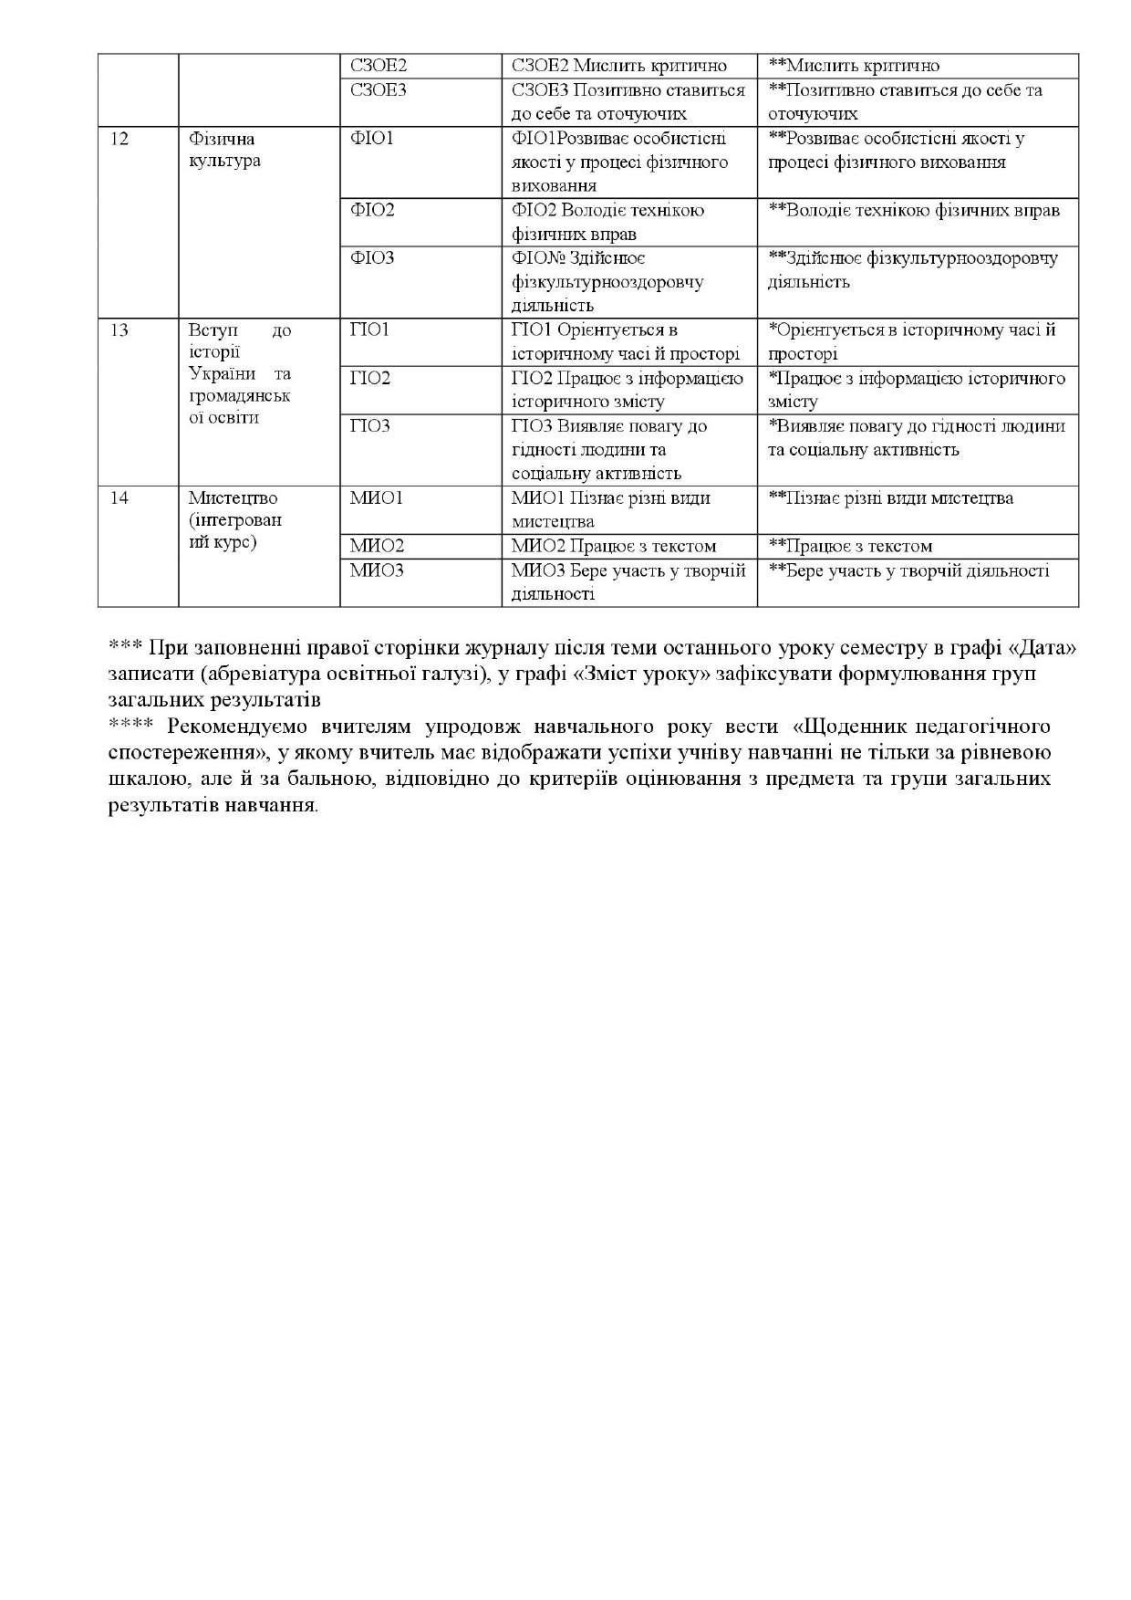 СЗОЕ2 СЗОЕ2 Мислить критично **Мислить критично
СЗОЕ3 СЗОЕ3 Позитивно ставиться **Позитивно ставиться до себе та
до себе та оточуючих оточуючих
12 Фізична ФІО1 ФІО1Розвиває особистісні **Розвиває особистісні якості у
культура якості у процесі фізичного процесі фізичного виховання
виховання
ФІО2 ФІО2 Володіє технікою **Володіє технікою фізичних вправ
фізичних вправ
ФІО3 ФІО№ Здійснює **Здійснює фізкультурнооздоровчу
фізкультурнооздоровчу діяльність
діяльність
13 Вступ до ГІО1 ГІО1 Орієнтується в *Орієнтується в історичному часі й
історії історичному часі й просторі просторі
України та ГІО2 ГІО2 Працює з інформацією *Працює з інформацією історичного
громадянськ історичного змісту змісту
ої освіти ГІО3 ГІО3 Виявляє повагу до *Виявляє повагу до гідності людини
гідності людини та та соціальну активність
соціальну активність
14 Мистецтво МИО1 МИО1 Пізнає різні види **Пізнає різні види мистецтва
(інтегрован мистецтва
ий курс) МИО2 МИО2 Працює з текстом **Працює з текстом
МИО3 МИО3 Бере участь у творчій **Бере участь у творчій діяльності
діяльності
*** При заповненні правої сторінки журналу після теми останнього уроку семестру в графі «Дата»
записати (абревіатура освітньої галузі), у графі «Зміст уроку» зафіксувати формулювання груп
загальних результатів
**** Рекомендуємо вчителям упродовж навчального року вести «Щоденник педагогічного
спостереження», у якому вчитель має відображати успіхи учніву навчанні не тільки за рівневою
шкалою, але й за бальною, відповідно до критеріїв оцінювання з предмета та групи загальних
результатів навчання.